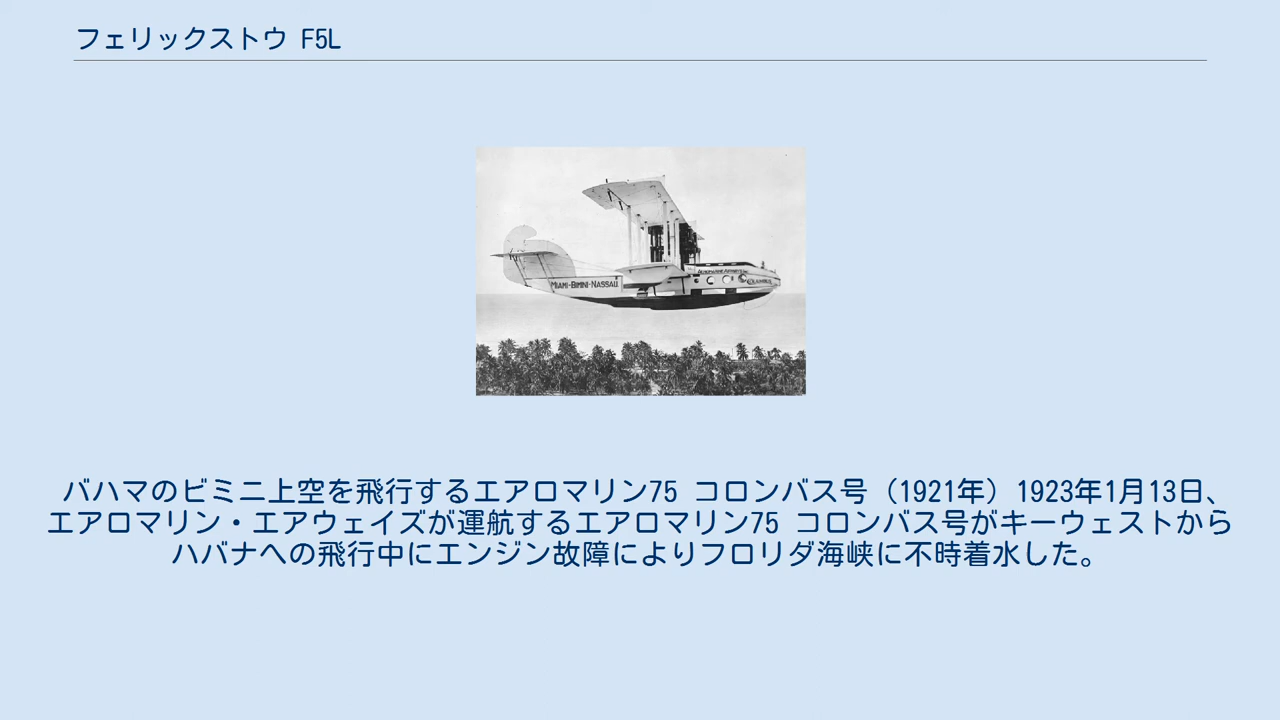 フェリックストウ F5L
MIAMI-BIMINI-NASSAU
バハマのビミニ上空を飛行するエアロマリン75 コロンバス号（1921年）1923年1月13日、
エアロマリン・エアウェイズが運航するエアロマリン75 コロンバス号がキーウェストから
ハバナへの飛行中にエンジン故障によりフロリダ海峡に不時着水した。